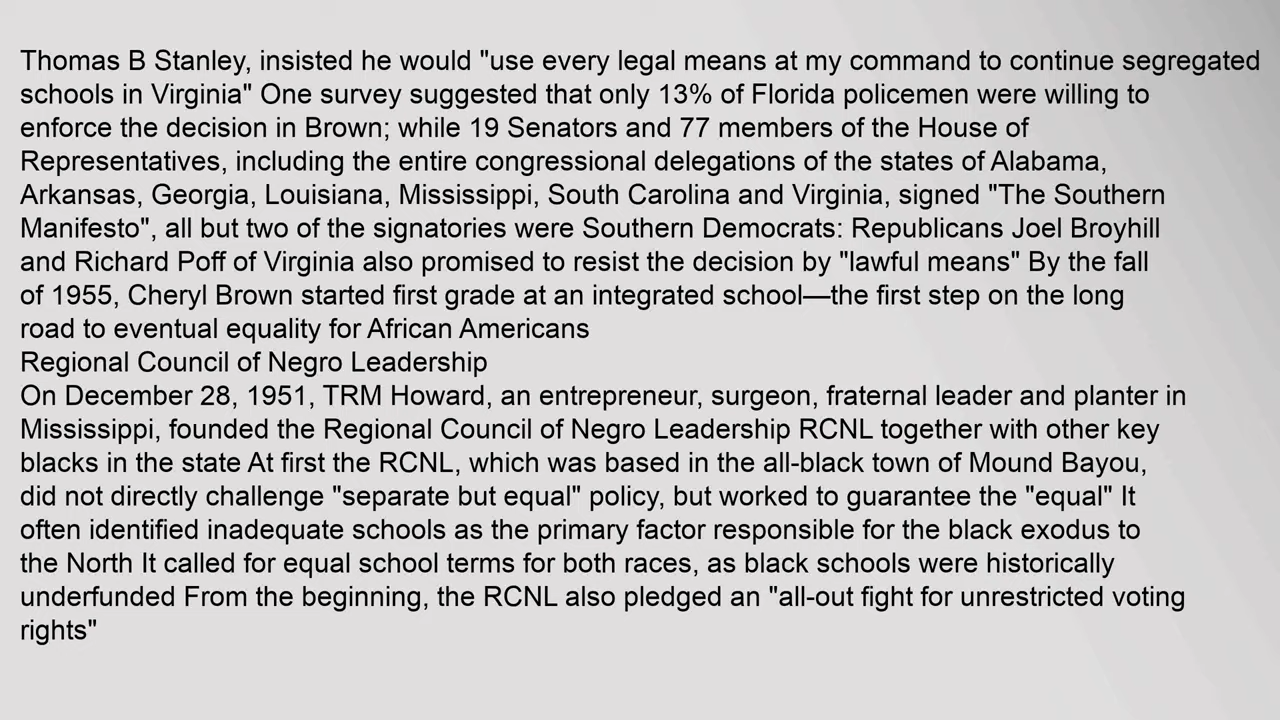 Thomas B Stanley, insisted he would "use every legal means at my command to continue segregated
schools in Virginia" One survey suggested that only 13% of Florida policemen were willing to
enforce the decision in Brown; while 19 Senators and 77 members of the House of
Representatives, including the entire congressional delegations of the states of Alabama,
Arkansas, Georgia, Louisiana, Mississippi, South Carolina and Virginia, signed "The Southern
Manifesto", all but two of the signatories were Southern Democrats: Republicans Joel Broyhill
and Richard Poff of Virginia also promised to resist the decision by "lawful means" By the fall
of 1955, Cheryl Brown started first grade at an integrated school—the first step on the long
road to eventual equality for African Americans
Regional Council of Negro Leadership
On December 28, 1951, TRM Howard, an entrepreneur, surgeon, fraternal leader and planter in
Mississippi, founded the Regional Council of Negro Leadership RCNL together with other key
blacks in the state At first the RCNL, which was based in the all-black town of Mound Bayou,
did not directly challenge "separate but equal" policy, but worked to guarantee the "equal" It
often identified inadequate schools as the primary factor responsible for the black exodus to
the North It called for equal school terms for both races, as black schools were historically
underfunded From the beginning, the RCNL also pledged an "all-out fight for unrestricted voting
rights"